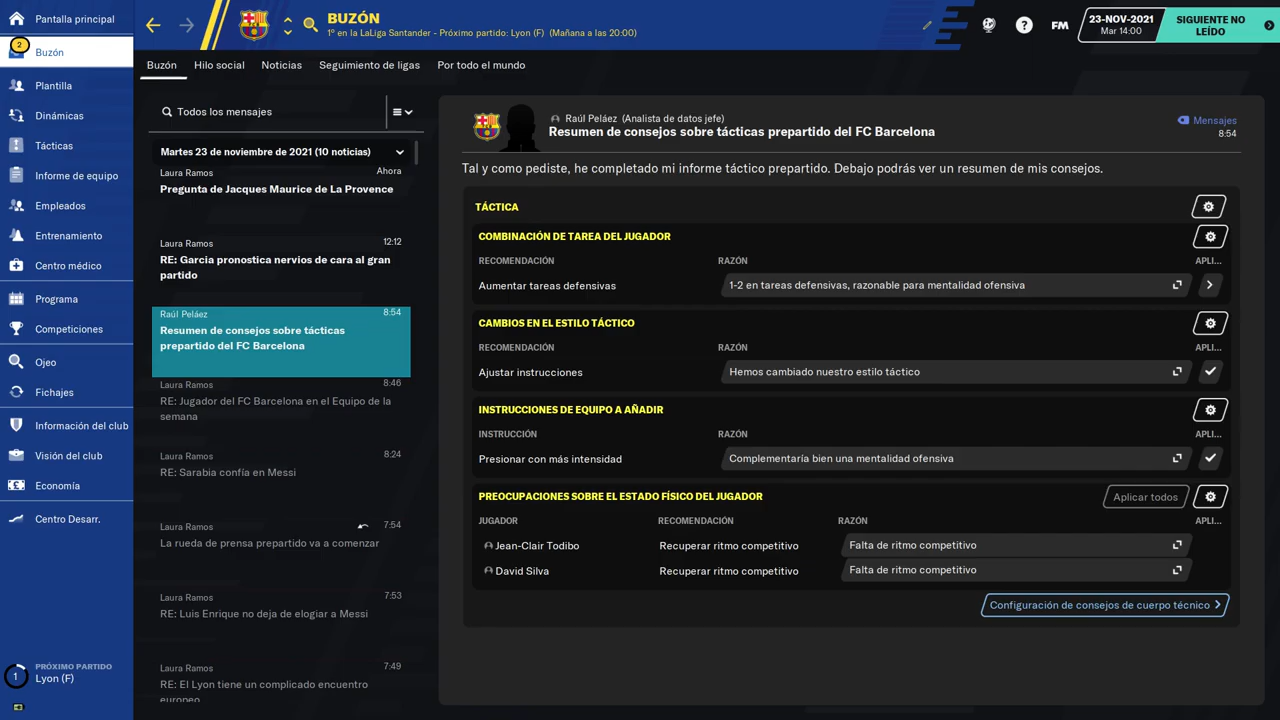 Pantalla principal
2
Buzón
Plantilla
Dinámicas
Tácticas
Informe de equipo
Empleados
Entrenamiento
Centro médico
Programa
Competiciones
Ojeo
Fichajes
Información del club
Visión del club
Economía
Centro Desarr.
1
PRÓXIMO PARTIDO
Lyon (F)
BUZÓN
1º en la LaLiga Santander - Próximo partido: Lyon (F) (Mañana a las 20:00)
FM
23-NOV-2021
Mar 14:00
SIGUIENTE NO
LEÍDO
Buzón Hilo social Noticias Seguimiento de ligas Por todo el mundo
Todos los mensajes
Martes 23 de noviembre de 2021 (10 noticias)
Laura Ramos Ahora
Pregunta de Jacques Maurice de La Provence
Laura Ramos 12:12
RE: Garcia pronostica nervios de cara al gran
partido
Raúl Peláez 8:54
Resumen de consejos sobre tácticas
prepartido del FC Barcelona
Laura Ramos 8:46
RE: Jugador del FC Barcelona en el Equipo de la
semana
Laura Ramos 8:24
RE: Sarabia confía en Messi
Laura Ramos 7:54
La rueda de prensa prepartido va a comenzar
Laura Ramos 7:53
RE: Luis Enrique no deja de elogiar a Messi
Laura Ramos 7:49
RE: El Lyon tiene un complicado encuentro
europeo
Raúl Peláez (Analista de datos jefe)
Resumen de consejos sobre tácticas prepartido del FC Barcelona
Mensajes
8:54
Tal y como pediste, he completado mi informe táctico prepartido. Debajo podrás ver un resumen de mis consejos.
TÁCTICA
COMBINACIÓN DE TAREA DEL JUGADOR
RECOMENDACIÓN RAZÓN APLI...
Aumentar tareas defensivas 1-2 en tareas defensivas, razonable para mentalidad ofensiva
CAMBIOS EN EL ESTILO TÁCTICO
RECOMENDACIÓN RAZÓN APLI...
Ajustar instrucciones Hemos cambiado nuestro estilo táctico
INSTRUCCIONES DE EQUIPO A AÑADIR
INSTRUCCIÓN RAZÓN APLI...
Presionar con más intensidad Complementaría bien una mentalidad ofensiva
PREOCUPACIONES SOBRE EL ESTADO FÍSICO DEL JUGADOR Aplicar todos
JUGADOR RECOMENDACIÓN RAZÓN APLI...
Jean-Clair Todibo Recuperar ritmo competitivo Falta de ritmo competitivo
David Silva Recuperar ritmo competitivo Falta de ritmo competitivo
Configuración de consejos de cuerpo técnico